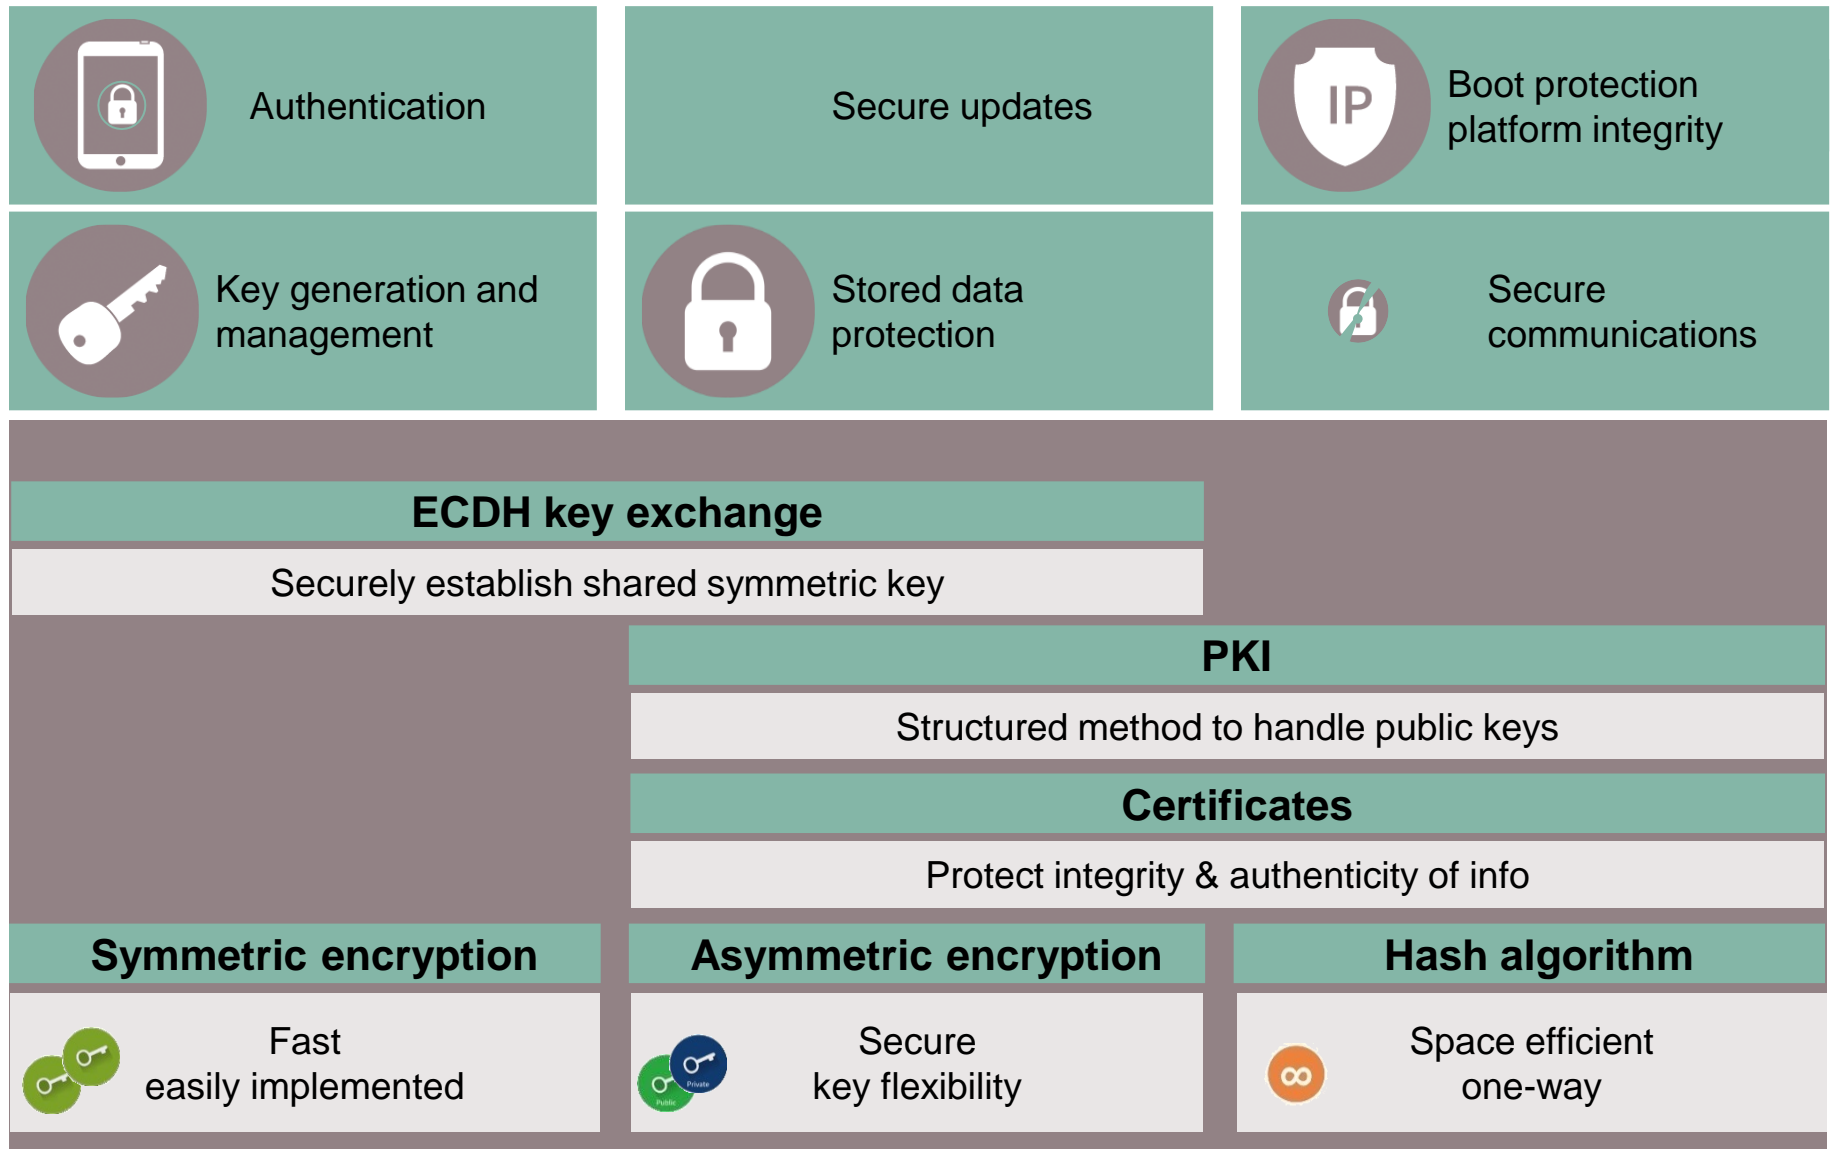 Authentication
Secure updates
IP
Boot protection
platform integrity
Key generation and
management
Stored data
protection
Secure
communications
ECDH key exchange
Securely establish shared symmetric key
PKI
Structured method to handle public keys
Certificates
Protect integrity & authenticity of info
Symmetric encryption
Asymmetric encryption
Hash algorithm
Fast
easily implemented
Public
Private
Secure
key flexibility
Space efficient
one-way